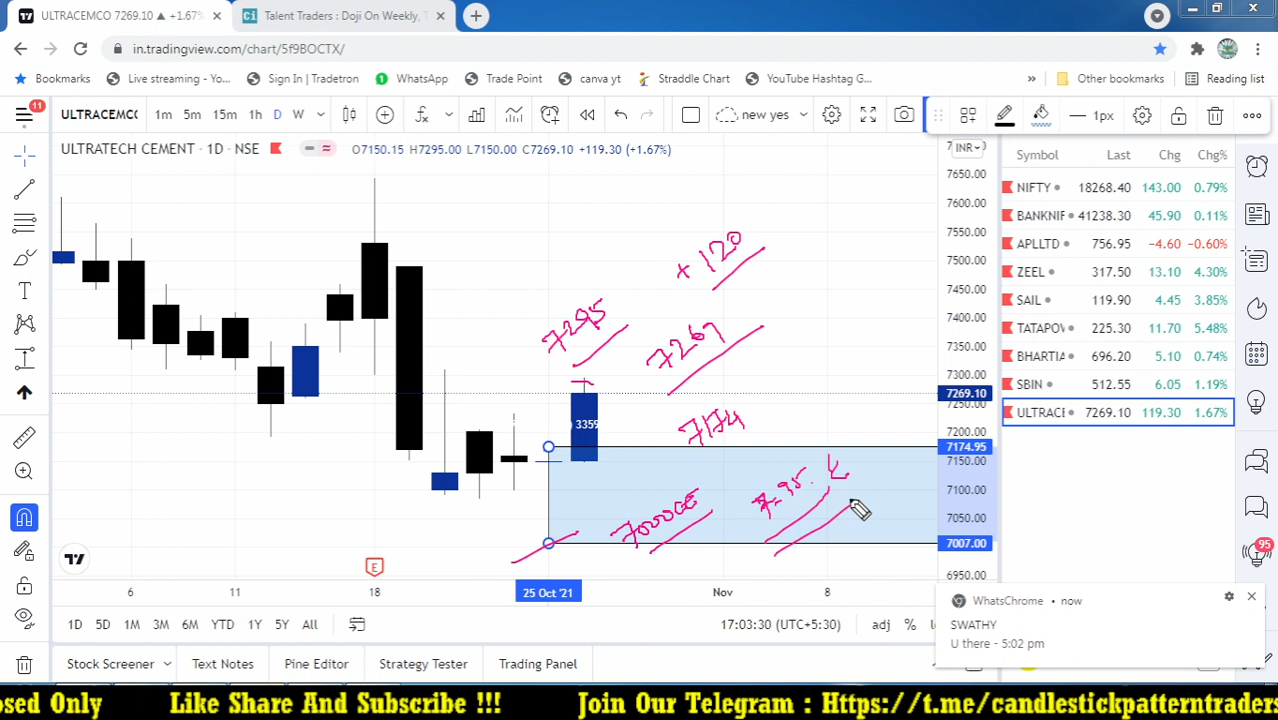 ULTRACEMCO 7269.10 ▲ +1.67%
Talent Traders : Doji On Weekly, T
in.tradingview.com/chart/5f9BOCTX/
Bookmarks
Live streaming - Yo...
Sign In | Tradetron
WhatsApp
Trade Point
canva yt
Straddle Chart
YouTube Hashtag G...
»
Other bookmarks
Reading list
11
ULTRACEMCO
1m 5m 15m 1h D W
new yes
1px
ULTRATECH CEMENT · 1D · NSE
O7150.15 H7295.00 L7150.00 C7269.10 +119.30 (+1.67%)
INR
7650.00
7600.00
7550.00
7500.00
7450.00
7400.00
7350.00
7300.00
7269.10
7250.00
7200.00
7174.95
7150.00
7100.00
7050.00
7007.00
6950.00
+ 120
7295
7267
7174
) 3359
7000CE
E
6
11
18
25 Oct '21
Nov
8
Symbol Last Chg Chg%
NIFTY 18268.40 143.00 0.79%
BANKNIF 41238.30 45.90 0.11%
APLLTD 756.95 -4.60 -0.60%
ZEEL 317.50 13.10 4.30%
SAIL 119.90 4.45 3.85%
TATAPOV 225.30 11.70 5.48%
BHARTIA 696.20 5.10 0.74%
SBIN 512.55 6.05 1.19%
ULTRACE 7269.10 119.30 1.67%
95
WhatsChrome • now
SWATHY
U there - 5:02 pm
1D 5D 1M 3M 6M YTD 1Y 5Y All
17:03:30 (UTC+5:30)
adj % l
Stock Screener
Text Notes
Pine Editor
Strategy Tester
Trading Panel
osed Only Like Share And Subscribe !!! Join Our Telegram : Https://t.me/candlestickpatterntraders